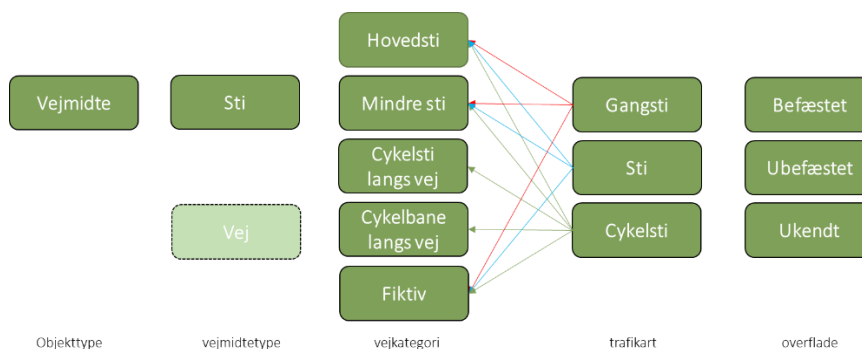 Hovedsti
Vejmidte
Sti
Mindre sti
Gangsti
Befæstet
Cykelsti
langs vej
Sti
Ubefæstet
Vej
Cykelbane
langs vej
Cykelsti
Ukendt
Fiktiv
Objekttype
vejmidtetype
vejkategori
trafikart
overflade